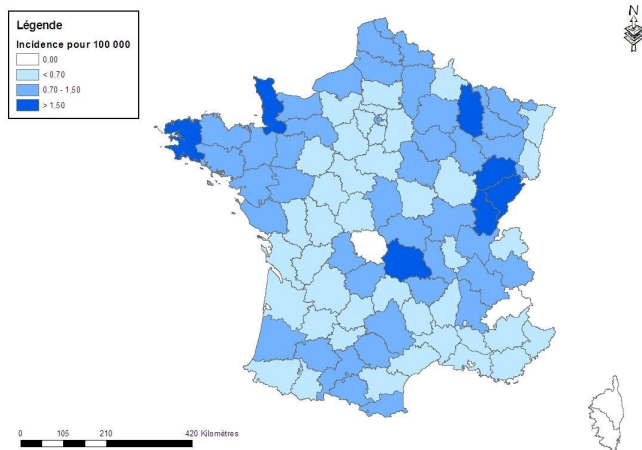 Légende
Incidence pour 100 000
0,00
< 0,70
0,70 - 1,50
> 1,50
N
0 105 210 420 Kilomètres